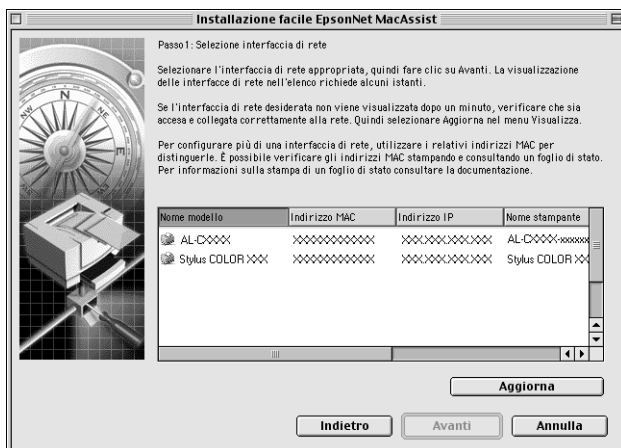 Installazione facile EpsonNet MacAssist
Passo1: Selezione interfaccia di rete
Selezionare l'interfaccia di rete appropriata, quindi fare clic su Avanti. La visualizzazione
delle interfacce di rete nell'elenco richiede alcuni istanti.
Se l'interfaccia di rete desiderata non viene visualizzata dopo un minuto, verificare che sia
accesa e collegata correttamente alla rete. Quindi selezionare Aggiorna nel menu Visualizza.
Per configurare più di una interfaccia di rete, utilizzare i relativi indirizzi MAC per
distinguerle. È possibile verificare gli indirizzi MAC stampando e consultando un foglio di stato.
Per informazioni sulla stampa di un foglio di stato consultare la documentazione.
Nome modello Indirizzo MAC Indirizzo IP Nome stampante
AL-CXXXX XXXXXXXXXXXX XXX.XXX.XXX.XXX AL-CXXXX-xxxxxx
Stylus COLOR XXX XXXXXXXXXXXX XXX.XXX.XXX.XXX Stylus COLOR XX
Aggiorna
Indietro Avanti Annulla
N
NE
E
SE
S
SW
W
NW